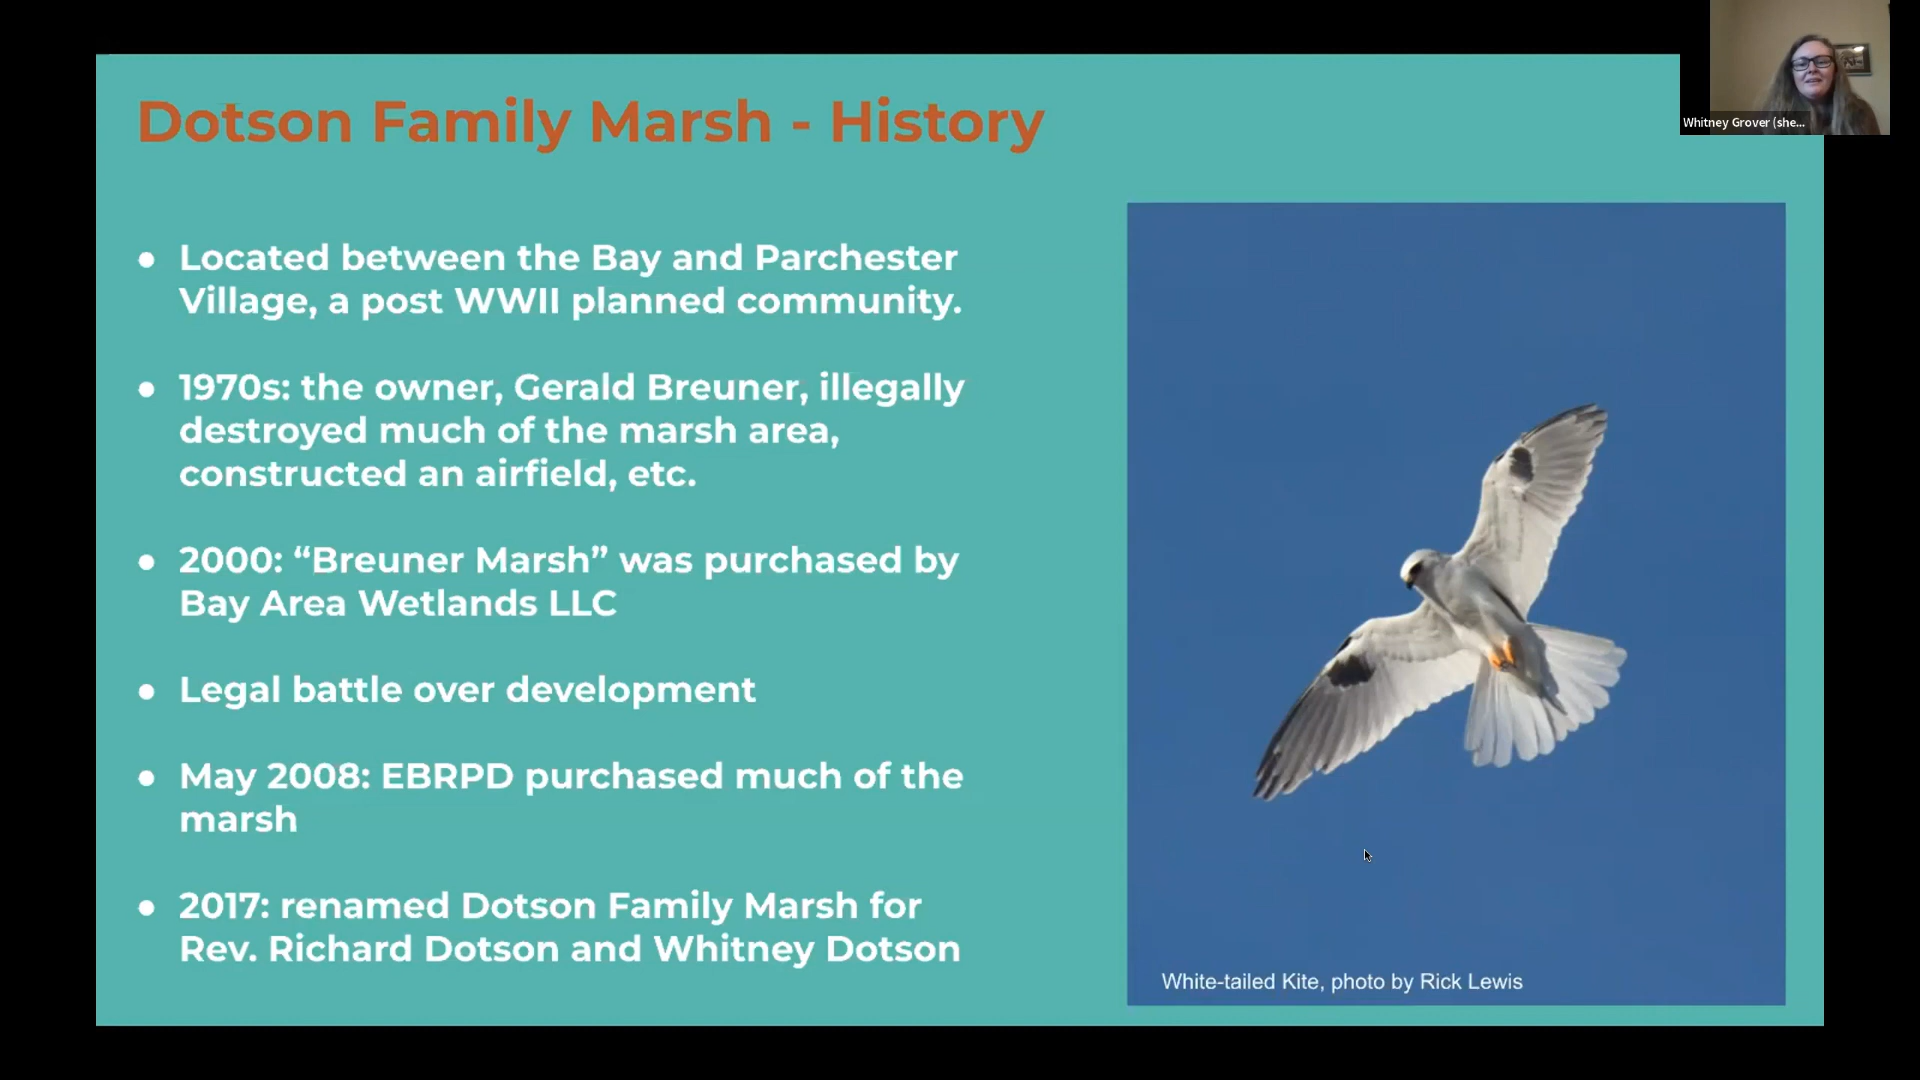 Dotson Family Marsh - History
Whitney Grover (she...
● Located between the Bay and Parchester
Village, a post WWII planned community.
● 1970s: the owner, Gerald Breuner, illegally
destroyed much of the marsh area,
constructed an airfield, etc.
● 2000: “Breuner Marsh” was purchased by
Bay Area Wetlands LLC
● Legal battle over development
● May 2008: EBRPD purchased much of the
marsh
● 2017: renamed Dotson Family Marsh for
Rev. Richard Dotson and Whitney Dotson
White-tailed Kite, photo by Rick Lewis